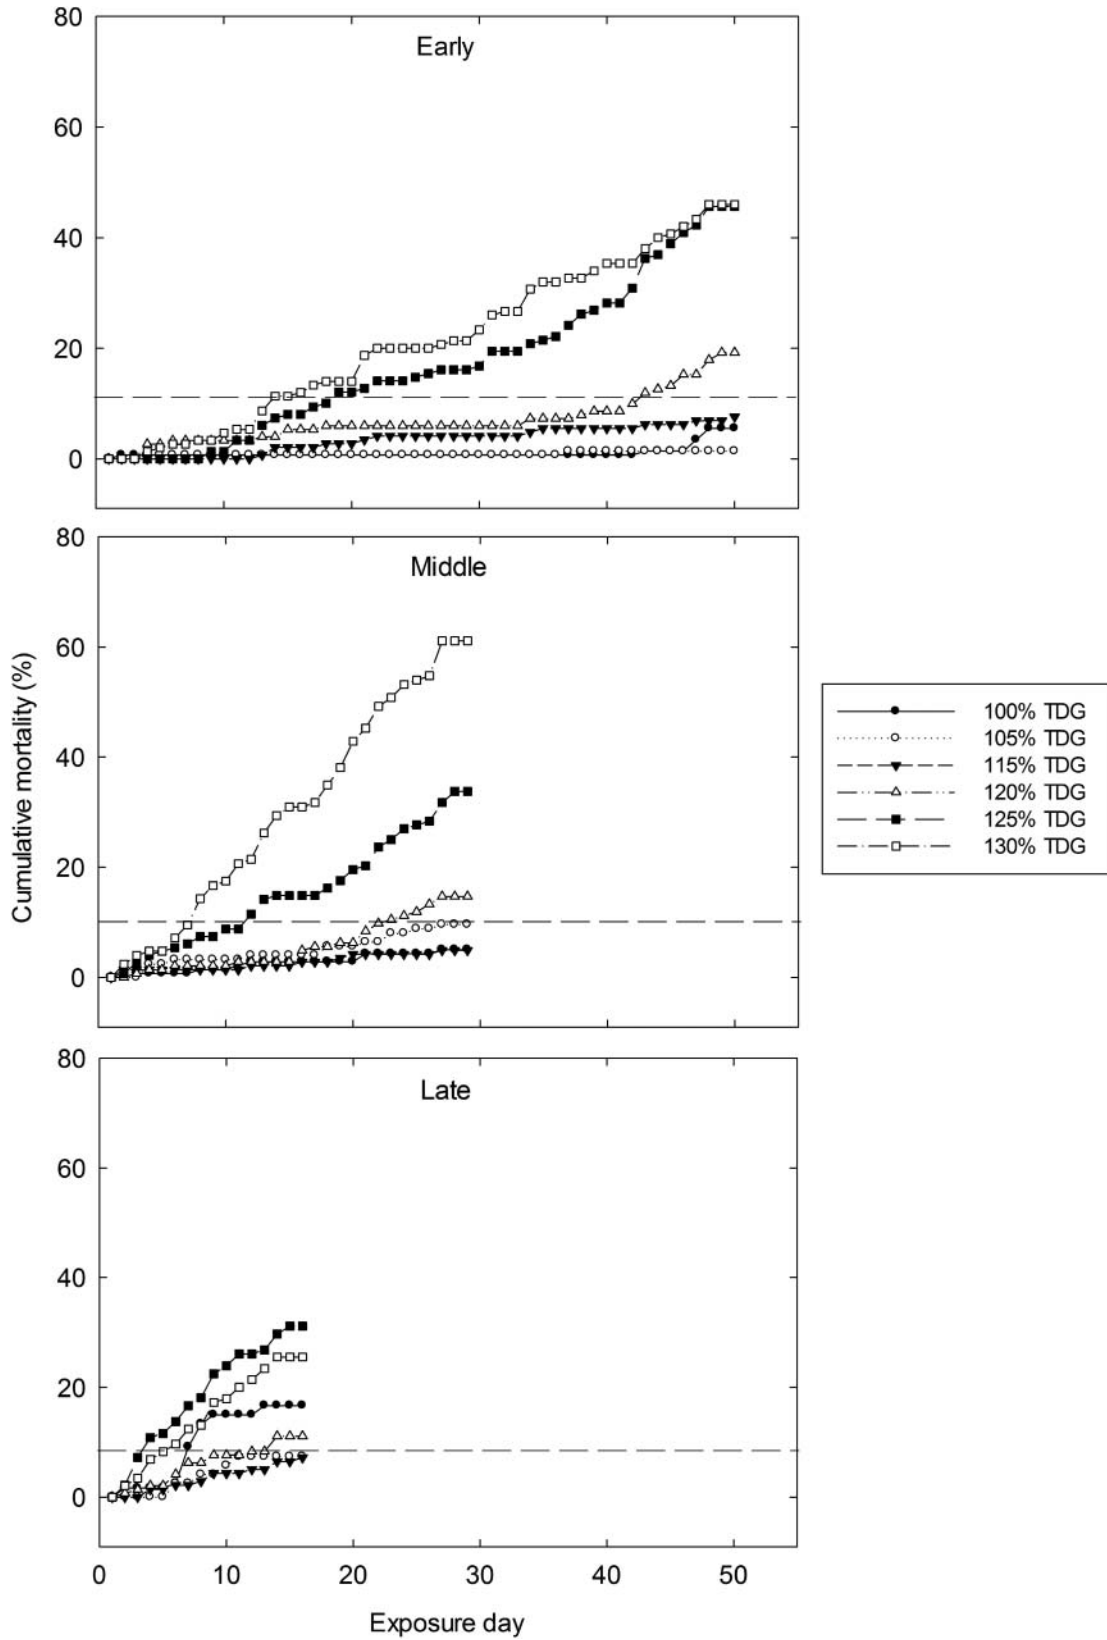 80
Early
60
40
20
0
80
Middle
60
40
20
0
Cumulative mortality (%)
100% TDG
105% TDG
115% TDG
120% TDG
125% TDG
130% TDG
80
Late
60
40
20
0
0 10 20 30 40 50
Exposure day